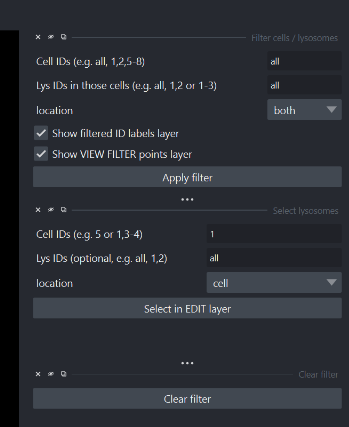 Filter cells / lysosomes
Cell IDs (e.g. all, 1,2,5-8) all
Lys IDs in those cells (e.g. all, 1,2 or 1-3) all
location both
Show filtered ID labels layer
Show VIEW FILTER points layer
Apply filter
Select lysosomes
Cell IDs (e.g. 5 or 1,3-4) 1
Lys IDs (optional, e.g. all, 1,2) all
location cell
Select in EDIT layer
Clear filter
Clear filter